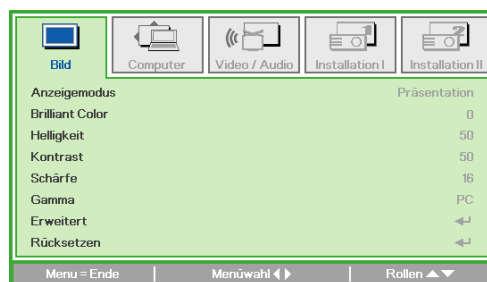 Bild Computer Video / Audio Installation I Installation II
Anzeigemodus Präsentation
Brilliant Color 0
Helligkeit 50
Kontrast 50
Schärfe 16
Gamma PC
Erweitert
Rücksetzen
Menu = Ende Menüwahl Rollen